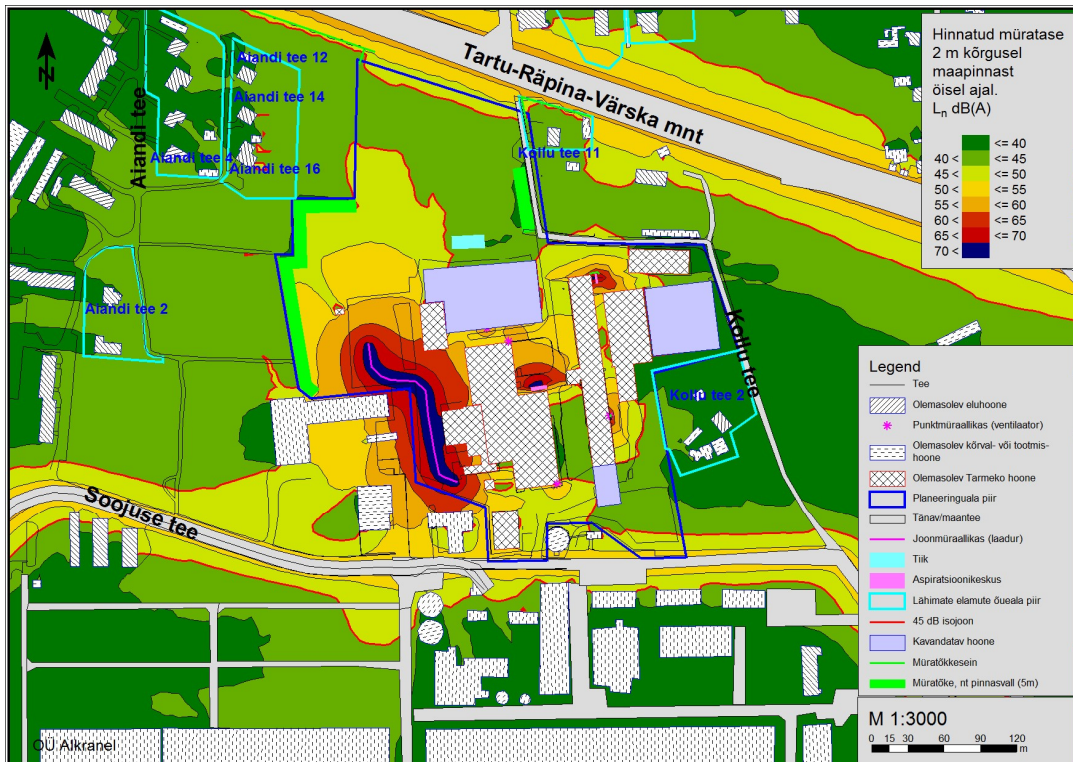 N
Aiandi tee
Aiandi tee 12
Aiandi tee 14
Aiandi tee 4
Aiandi tee 16
Aiandi tee 2
Tartu-Räpina-Värska mnt
Kollu tee 11
Kollu tee
Kollu tee 2
Soojuse tee
OÜ Alkranel
Hinnatud müratase
2 m kõrgusel
maapinnast
öisel ajal.
Ln dB(A)
<= 40
40 < <= 45
45 < <= 50
50 < <= 55
55 < <= 60
60 < <= 65
65 < <= 70
70 <
Legend
Tee
Olemasolev eluhoone
Punktmüraallikas (ventilaator)
Olemasolev kõrval- või tootmis-
hoone
Olemasolev Tarmeko hoone
Planeeringuala piir
Tänav/maantee
Joonmüraallikas (laadur)
Tiik
Aspiratsioonikeskus
Lähimate elamute õueala piir
45 dB isojoon
Kavandatav hoone
Müratõkkesein
Müratõke, nt pinnasvall (5m)
M 1:3000
0 15 30 60 90 120
m